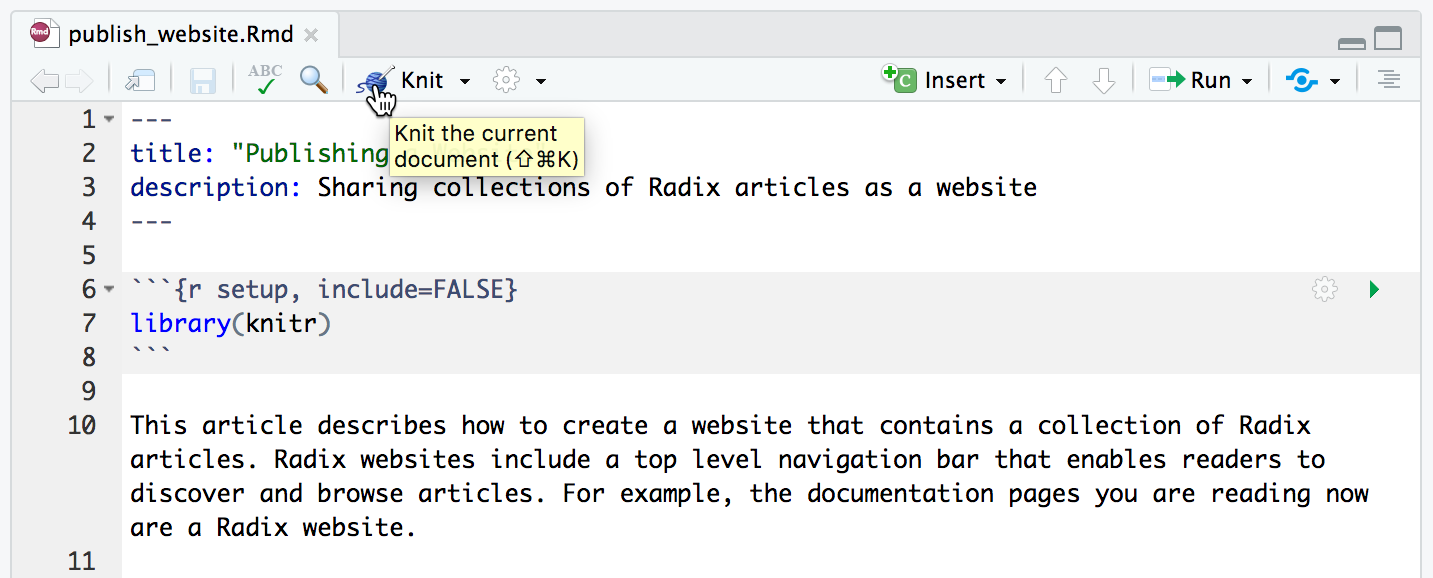 Rmd publish_website.Rmd
ABC Knit Insert Run
C
Knit the current
document (⇧⌘K)
1 ---
2 title: "Publishing
3 description: Sharing collections of Radix articles as a website
4 ---
5
6 ```{r setup, include=FALSE}
7 library(knitr)
8 ```
9
10 This article describes how to create a website that contains a collection of Radix
articles. Radix websites include a top level navigation bar that enables readers to
discover and browse articles. For example, the documentation pages you are reading now
are a Radix website.
11